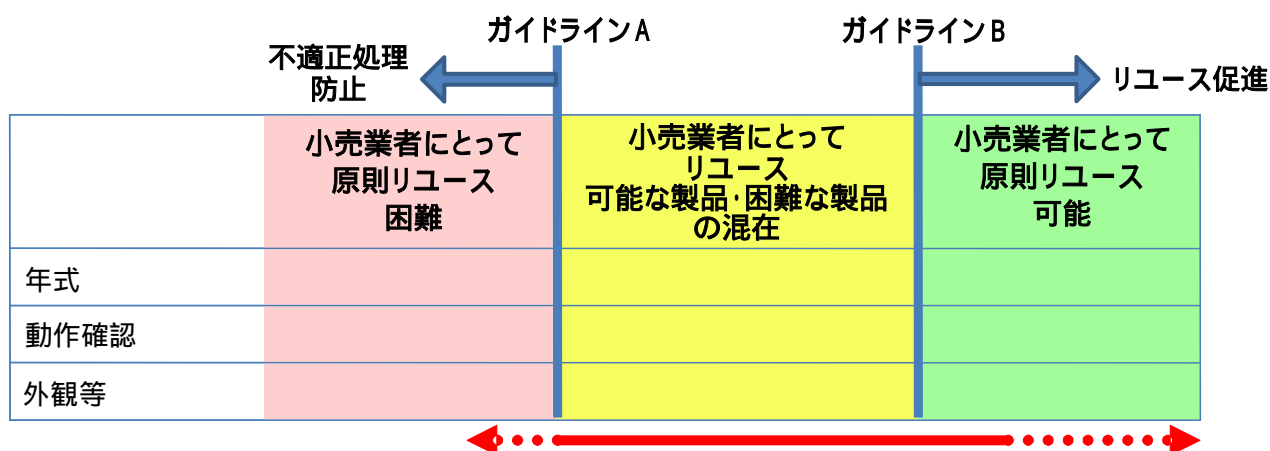 ガイドラインA
ガイドラインB
不適正処理
防止
リユース促進
小売業者にとって
原則リユース
困難
小売業者にとって
リユース
可能な製品・困難な製品
の混在
小売業者にとって
原則リユース
可能
年式
動作確認
外観等